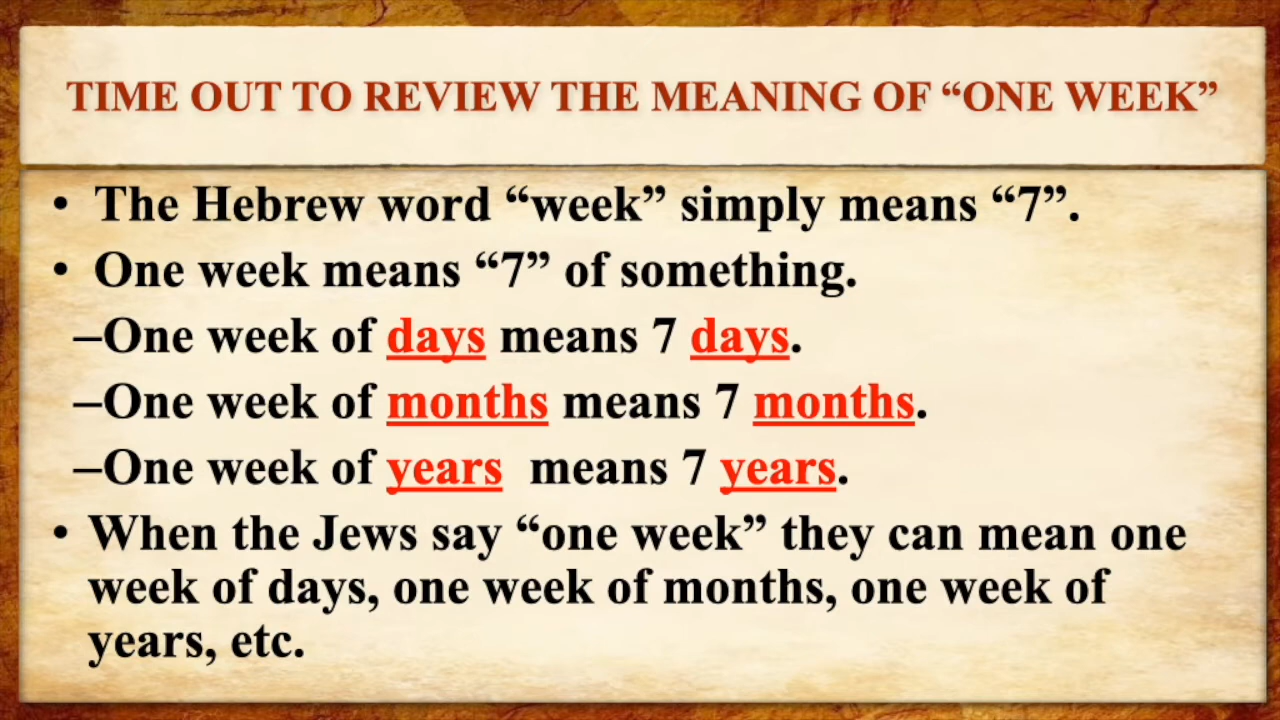 TIME OUT TO REVIEW THE MEANING OF “ONE WEEK”
• The Hebrew word “week” simply means “7”.
• One week means “7” of something.
–One week of days means 7 days.
–One week of months means 7 months.
–One week of years  means 7 years.
• When the Jews say “one week” they can mean one
week of days, one week of months, one week of
years, etc.